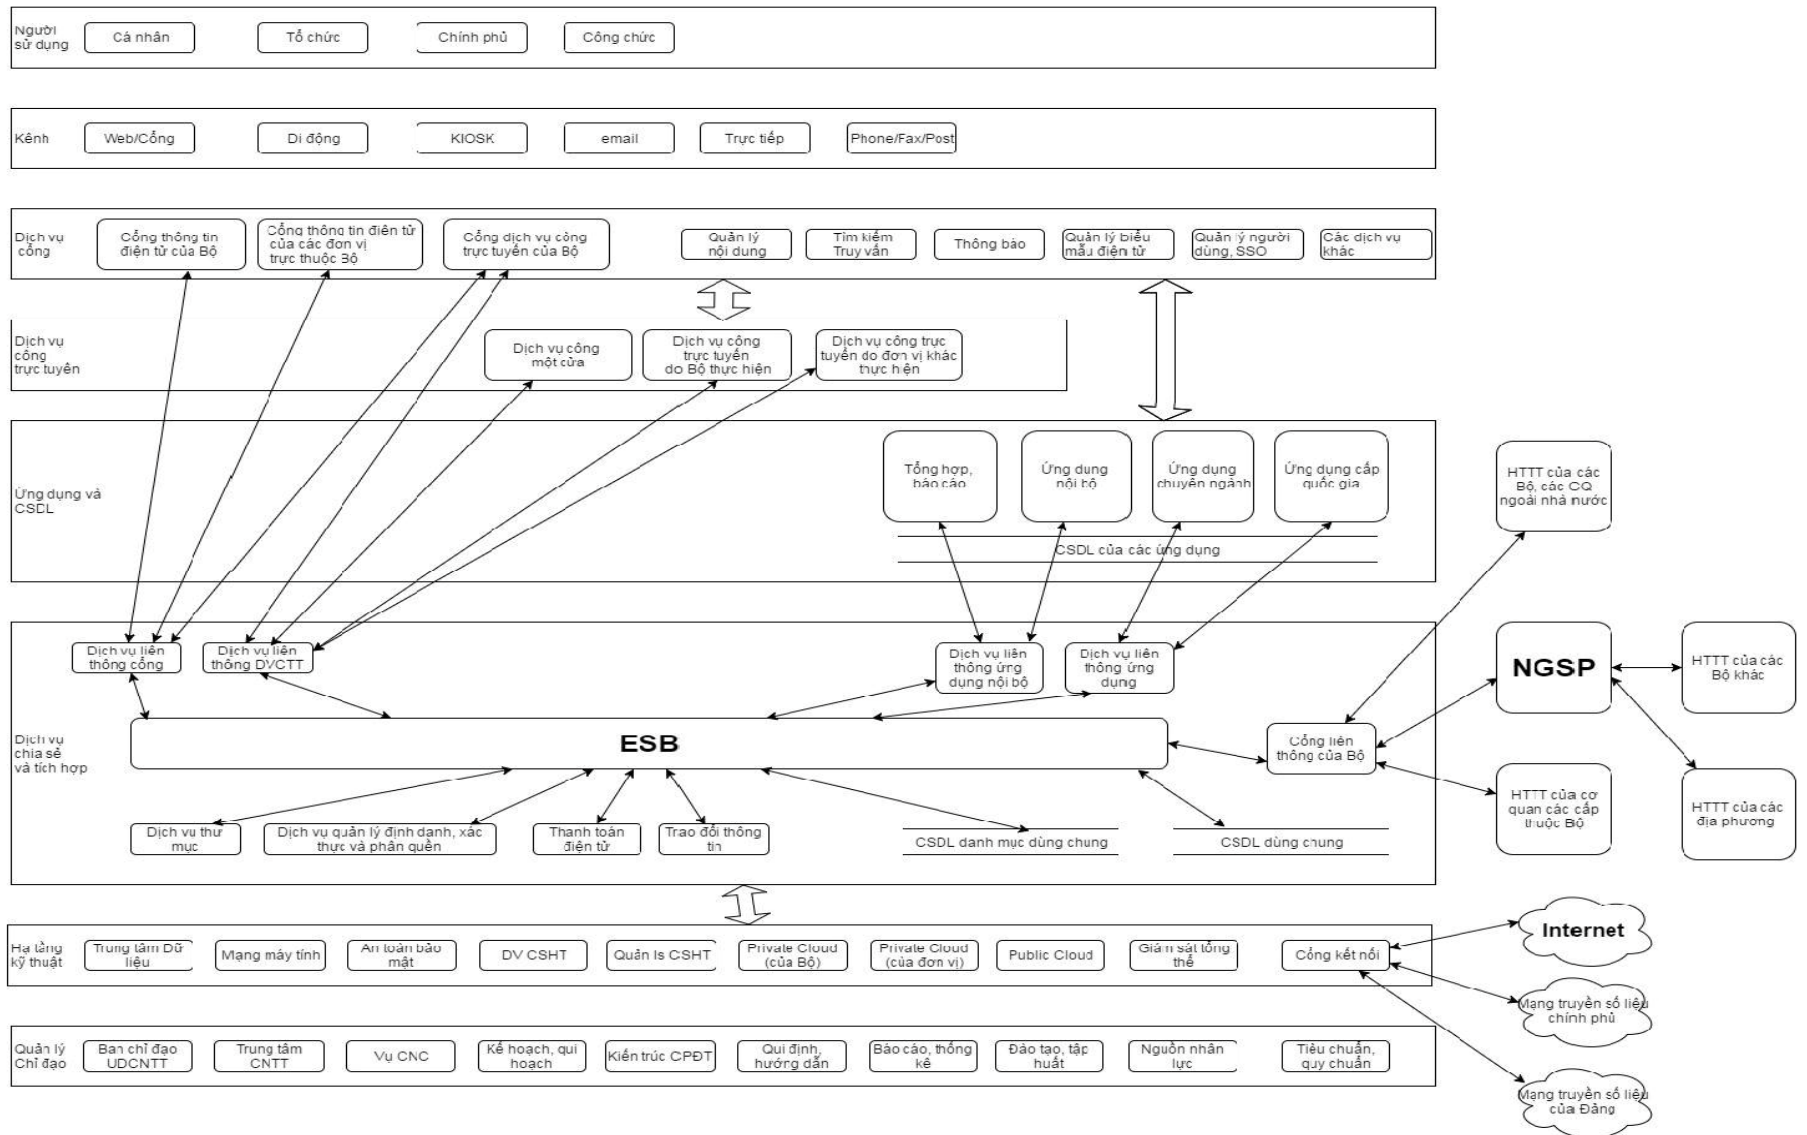 Người
sử dụng
Cá nhân
Tổ chức
Chính phủ
Công chức
Kênh
Web/Cổng
Di động
KIOSK
email
Trực tiếp
Phone/Fax/Post
Dịch vụ
cổng
Cổng thông tin
điện tử của Bộ
Cổng thông tin điện tử
của các đơn vị
trực thuộc Bộ
Cổng dịch vụ công
trực tuyến của Bộ
Quản lý
nội dung
Tìm kiếm
Truy vấn
Thông báo
Quản lý biểu
mẫu điện tử
Quản lý người
dùng, SSO
Các dịch vụ
khác
Dịch vụ
công
trực tuyến
Dịch vụ công
một cửa
Dịch vụ công
trực tuyến
do Bộ thực hiện
Dịch vụ công trực
tuyến do đơn vị khác
thực hiện
Ứng dụng và
CSDL
Tổng hợp,
báo cáo
Ứng dụng
nội bộ
Ứng dụng
chuyên ngành
Ứng dụng cấp
quốc gia
CSDL của các ứng dụng
HTTT của các
Bộ, các CQ
ngoài nhà nước
Dịch vụ
chia sẻ
và tích hợp
Dịch vụ liên
thông cổng
Dịch vụ liên
thông DVCTT
Dịch vụ liên
thông ứng
dụng nội bộ
Dịch vụ liên
thông ứng
dụng
NGSP
HTTT của các
Bộ khác
ESB
Cổng liên
thông của Bộ
HTTT của cơ
quan các cấp
thuộc Bộ
HTTT của các
địa phương
Dịch vụ thư
mục
Dịch vụ quản lý định danh, xác
thực và phân quền
Thanh toán
điện tử
Trao đổi thông
tin
CSDL danh mục dùng chung
CSDL dùng chung
Hạ tầng
kỹ thuật
Trung tâm Dữ
liệu
Mạng máy tính
An toàn bảo
mật
DV CSHT
Quản ls CSHT
Private Cloud
(của Bộ)
Private Cloud
(của đơn vị)
Public Cloud
Giám sát tổng
thể
Cổng kết nối
Internet
Mạng truyền số liệu
chính phủ
Mạng truyền số liệu
của Đảng
Quản lý
Chỉ đạo
Ban chỉ đạo
UDCNTT
Trung tâm
CNTT
Vụ CNC
Kế hoạch, qui
hoạch
Kiến trúc CPĐT
Qui định,
hướng dẫn
Báo cáo, thống
kê
Đào tạo, tập
huất
Nguồn nhân
lực
Tiêu chuẩn,
quy chuẩn